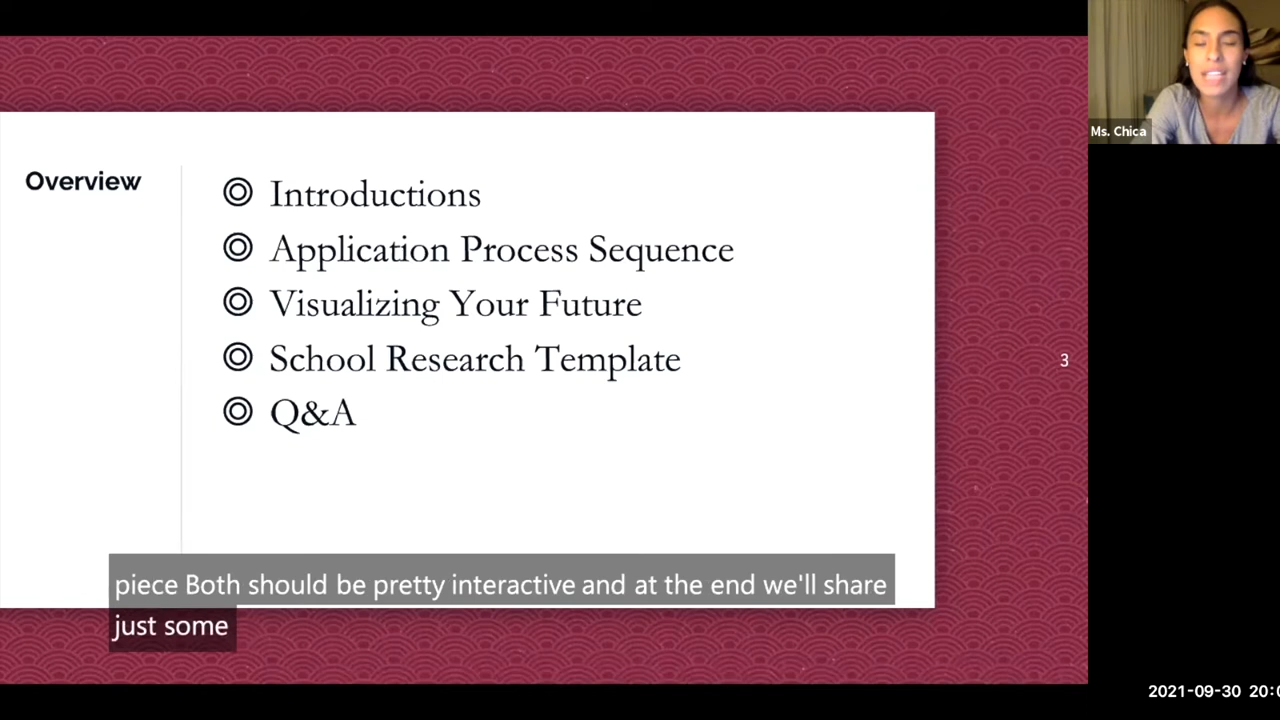 Overview
Introductions
Application Process Sequence
Visualizing Your Future
School Research Template
Q&A
3
piece Both should be pretty interactive and at the end we'll share
just some
Ms. Chica
2021-09-30 20:0